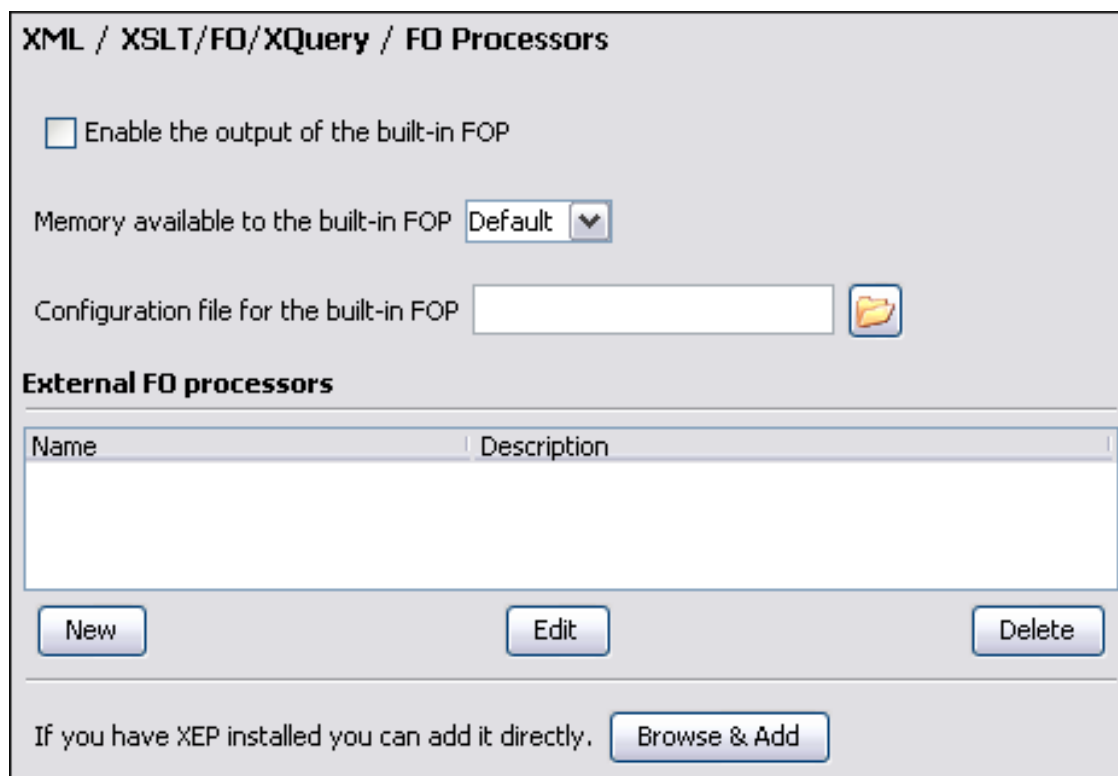 XML / XSLT/FO/XQuery / FO Processors
Enable the output of the built-in FOP
Memory available to the built-in FOP Default
Configuration file for the built-in FOP
External FO processors
Name Description
New Edit Delete
If you have XEP installed you can add it directly. Browse & Add